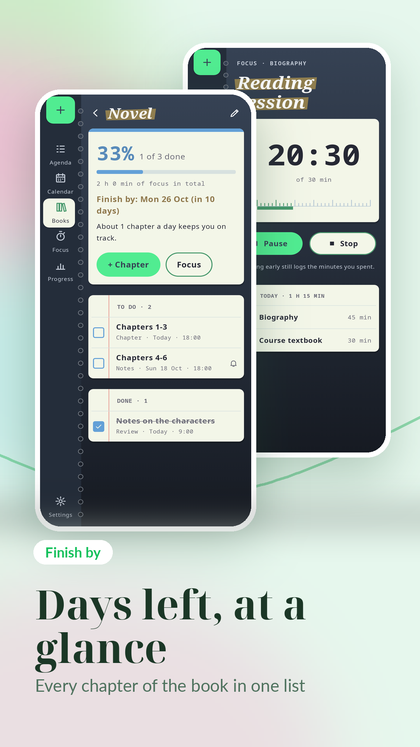 FOCUS · BIOGRAPHY
Reading
ession
20:30
of 30 min
Pause
Stop
ng early still logs the minutes you spent.
TODAY · 1 H 15 MIN
Biography 45 min
Course textbook 30 min
Agenda
Calendar
Books
Focus
Progress
Settings
Novel
33% 1 of 3 done
2 h 0 min of focus in total
Finish by: Mon 26 Oct (in 10
days)
About 1 chapter a day keeps you on
track.
+ Chapter
Focus
TO DO · 2
Chapters 1-3
Chapter · Today · 18:00
Chapters 4-6
Notes · Sun 18 Oct · 18:00
DONE · 1
Notes on the characters
Review · Today · 9:00
Finish by
Days left, at a
glance
Every chapter of the book in one list